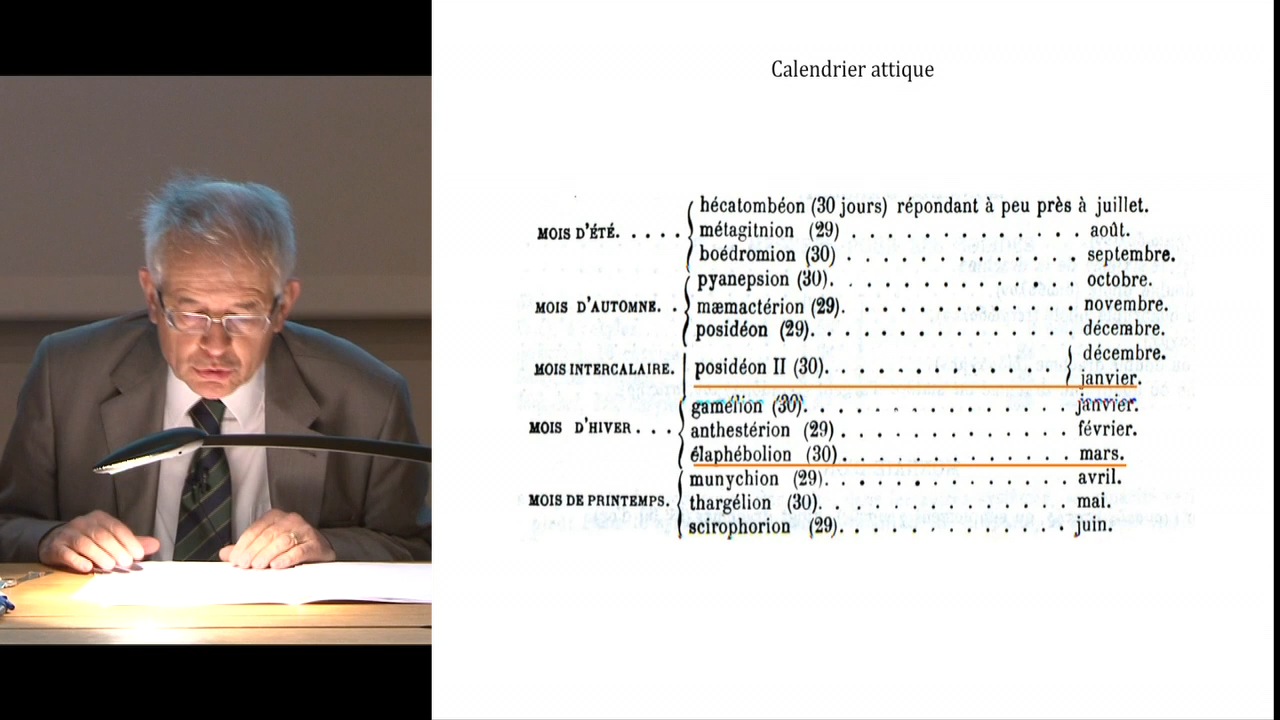 Calendrier attique
hécatombéon (30 jours) répondant à peu près à juillet.
MOIS D'ÉTÉ. . . . . métagitnion (29) . . . . . . . . . . . . . août.
boédromion (30) . . . . . . . . . . . . . septembre.
pyanepsion (30). . . . . . . . . . . . . . octobre.
MOIS D'AUTOMNE. . . mæmactérion (29). . . . . . . . . . . . . novembre.
posidéon (29). . . . . . . . . . . . . . décembre.
décembre.
MOIS INTERCALAIRE. posidéon II (30). . . . . . . . . . . .
janvier.
gamélion (30). . . . . . . . . . . . . . janvier.
MOIS D'HIVER . . . anthestérion (29) . . . . . . . . . . . . . février.
élaphébolion (30) . . . . . . . . . . . . . mars.
munychion (29). . . . . . . . . . . . . . avril.
MOIS DE PRINTEMPS. thargélion (30). . . . . . . . . . . . . . mai.
scirophorion (29). . . . . . . . . . . . . juin.